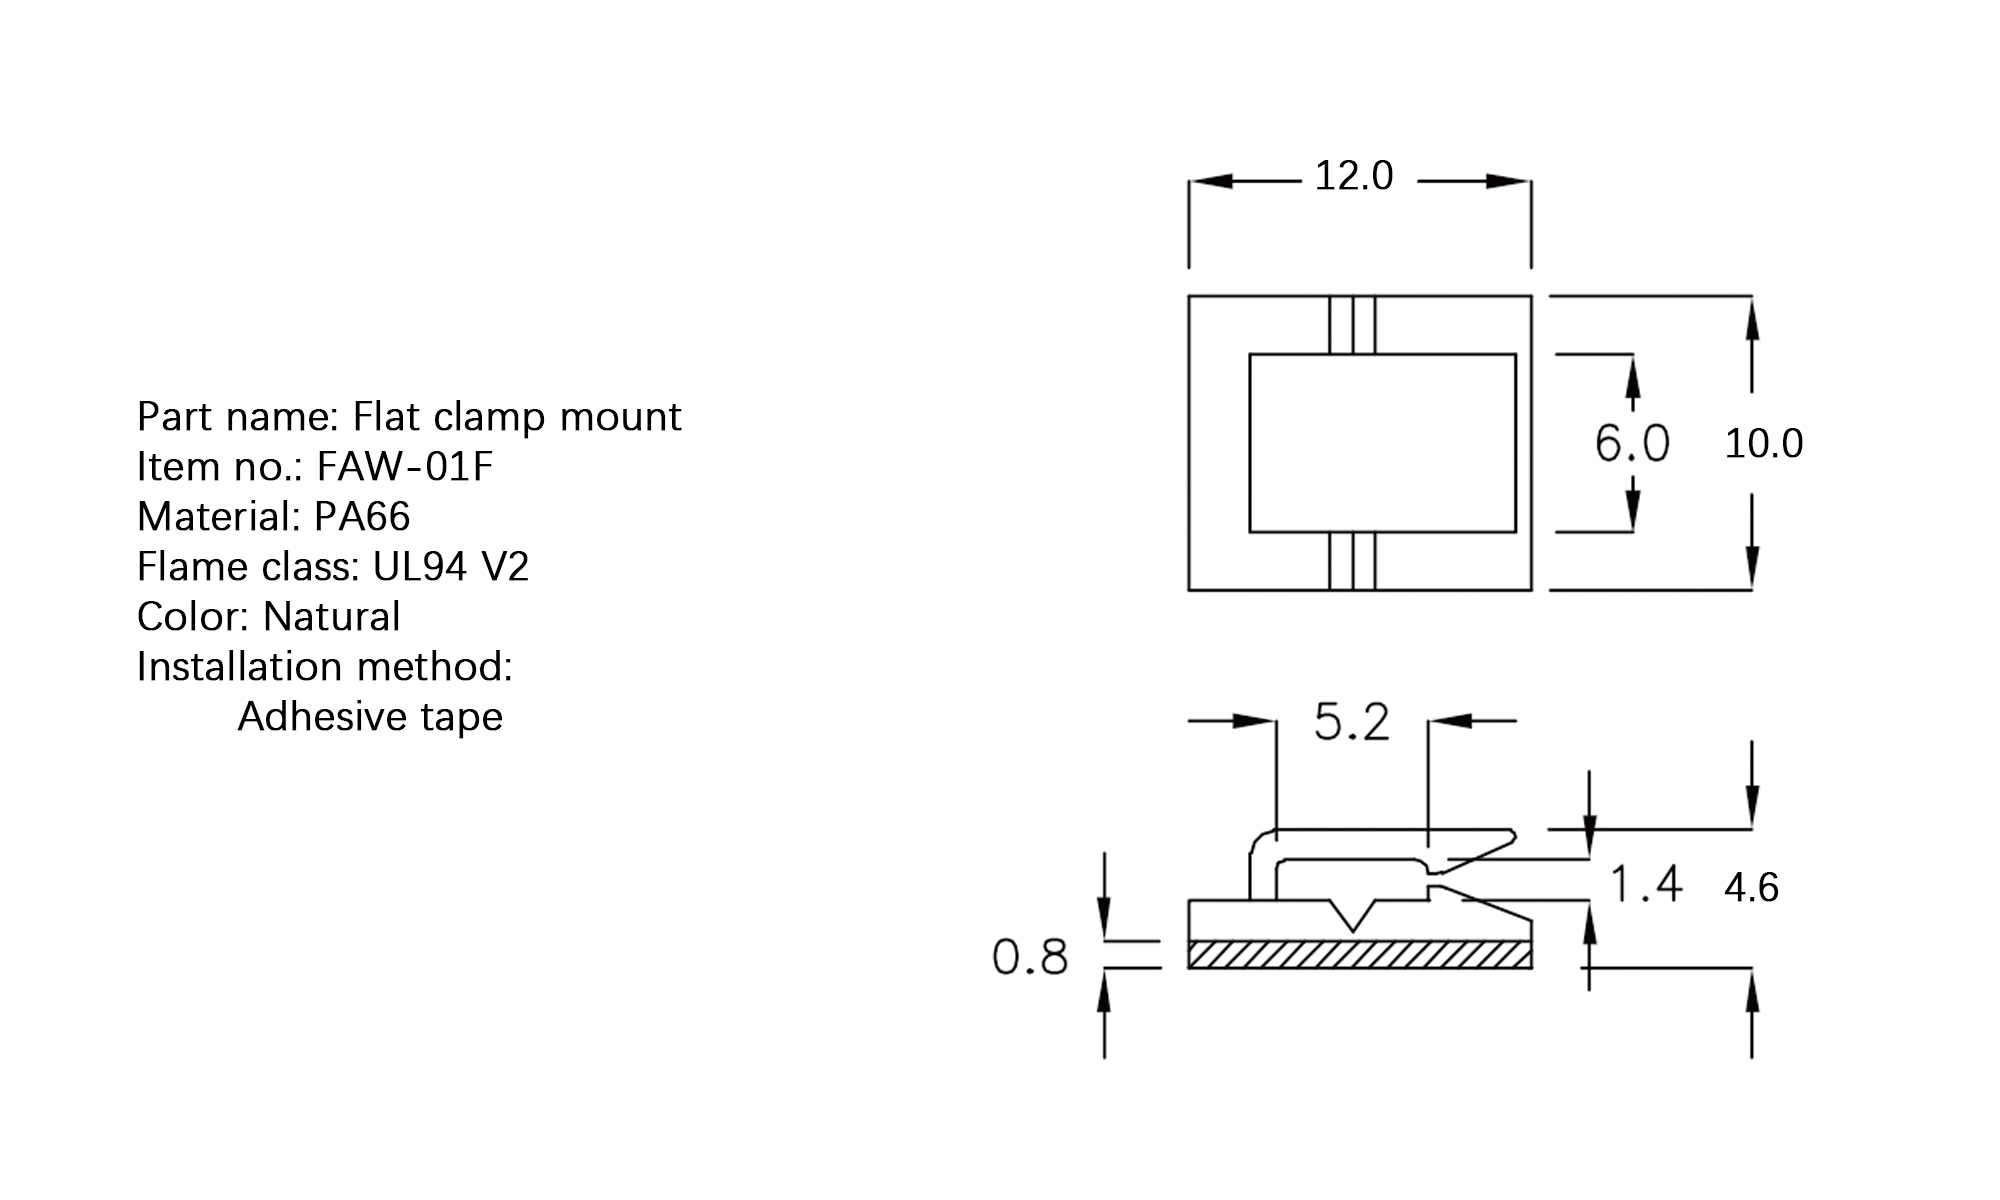 Part name: Flat clamp mount
Item no.: FAW-01F
Material: PA66
Flame class: UL94 V2
Color: Natural
Installation method:
Adhesive tape
12.0
6.0
10.0
5.2
1.4
4.6
0.8